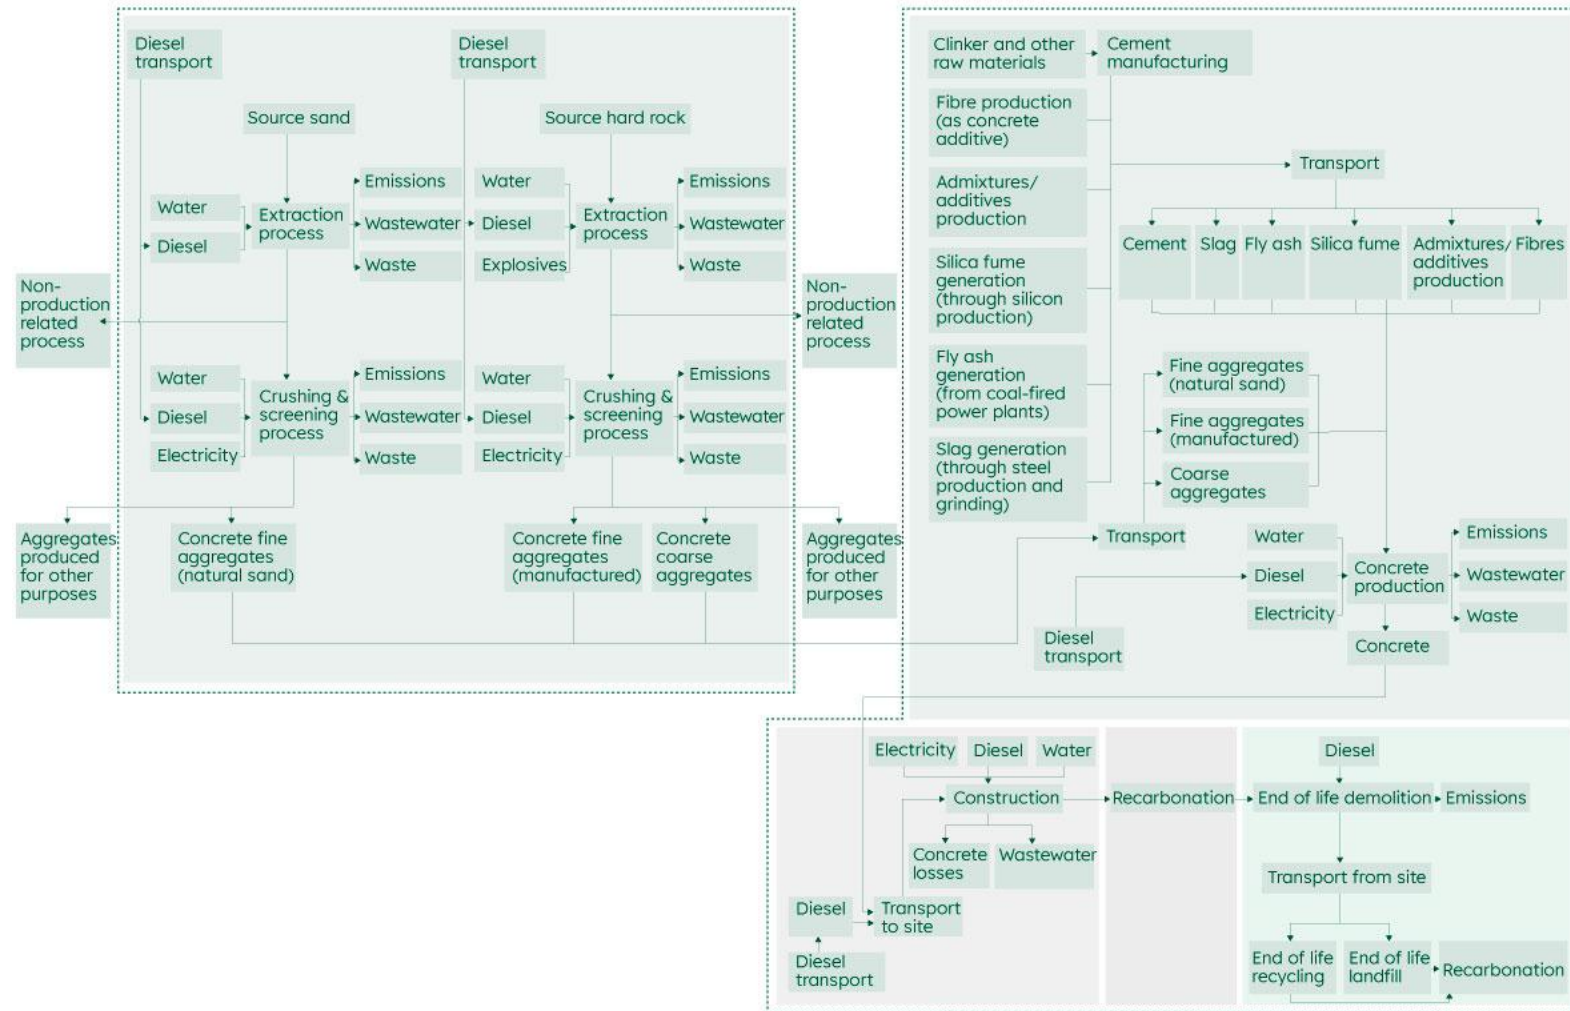 Diesel
transport
Diesel
transport
Source sand
Source hard rock
Water
Diesel
Extraction
process
Emissions
Wastewater
Waste
Water
Diesel
Explosives
Extraction
process
Emissions
Wastewater
Waste
Non-
production
related
process
Non-
production
related
process
Water
Diesel
Electricity
Crushing &
screening
process
Emissions
Wastewater
Waste
Water
Diesel
Electricity
Crushing &
screening
process
Emissions
Wastewater
Waste
Aggregates
produced
for other
purposes
Concrete fine
aggregates
(natural sand)
Concrete fine
aggregates
(manufactured)
Concrete
coarse
aggregates
Aggregates
produced
for other
purposes
Clinker and other
raw materials
Cement
manufacturing
Fibre production
(as concrete
additive)
Admixtures/
additives
production
Silica fume
generation
(through silicon
production)
Fly ash
generation
(from coal-fired
power plants)
Slag generation
(through steel
production and
grinding)
Transport
Cement
Slag
Fly ash
Silica fume
Admixtures/
additives
production
Fibres
Fine aggregates
(natural sand)
Fine aggregates
(manufactured)
Coarse
aggregates
Transport
Water
Diesel
Electricity
Concrete
production
Emissions
Wastewater
Waste
Diesel
transport
Concrete
Electricity
Diesel
Water
Construction
Concrete
losses
Wastewater
Diesel
Transport
to site
Diesel
transport
Recarbonation
Diesel
End of life demolition
Emissions
Transport from site
End of life
recycling
End of life
landfill
Recarbonation